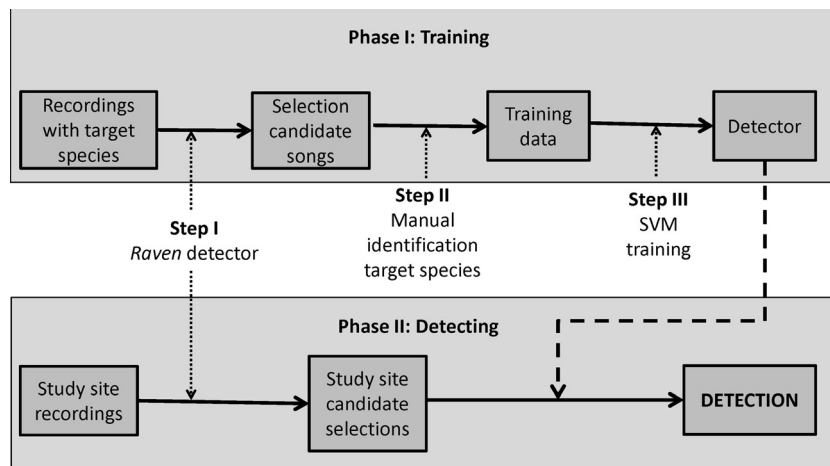 Phase I: Training
Recordings
with target
species
Selection
candidate
songs
Training
data
Detector
Step I
Raven detector
Step II
Manual
identification
target species
Step III
SVM
training
Phase II: Detecting
Study site
recordings
Study site
candidate
selections
DETECTION